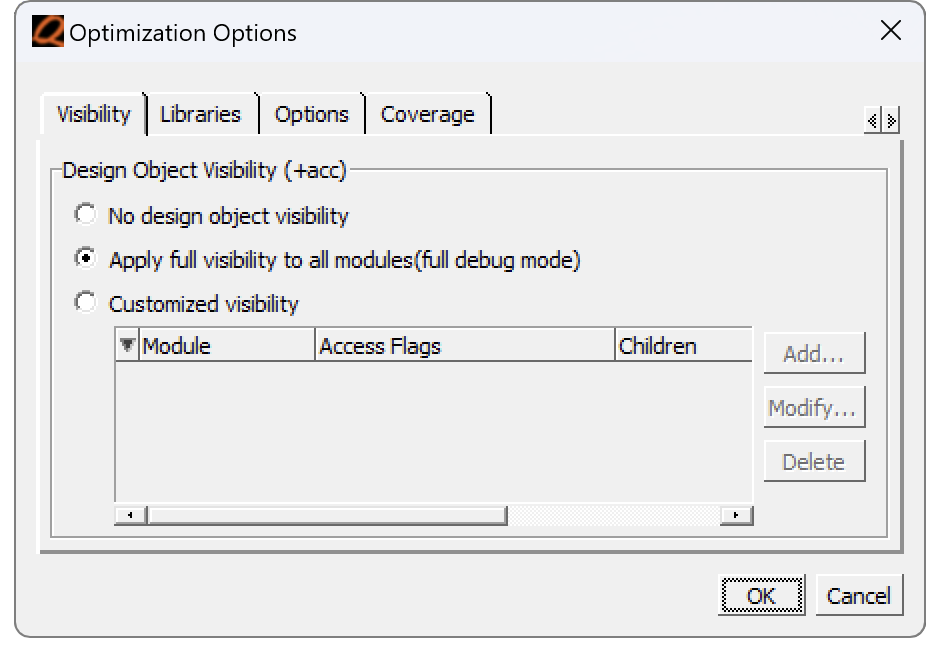 Optimization Options
Visibility Libraries Options Coverage
Design Object Visibility (+acc)
No design object visibility
Apply full visibility to all modules(full debug mode)
Customized visibility
Module Access Flags Children
Add...
Modify...
Delete
OK Cancel